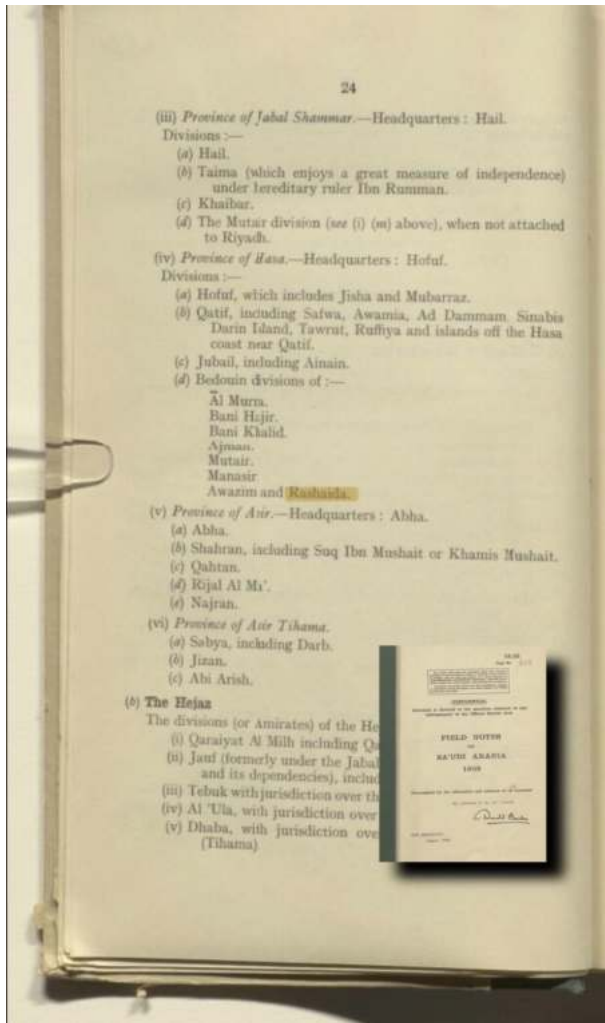 24
(iii) Province of Jabal Shammar.—Headquarters : Hail.
Divisions :—
(a) Hail.
(b) Taima (which enjoys a great measure of independence)
under hereditary ruler Ibn Rumman.
(c) Khaibar.
(d) The Mutair division (see (i) (m) above), when not attached
to Riyadh.
(iv) Province of Hasa.—Headquarters : Hofuf.
Divisions :—
(a) Hofuf, which includes Jisha and Mubarraz.
(b) Qatif, including Safwa, Awamia, Ad Dammam, Sinabis
Darin Island, Tawrut, Ruffiya and islands off the Hasa
coast near Qatif.
(c) Jubail, including Ainain.
(d) Bedouin divisions of :—
Āl Murra.
Bani Hajir.
Bani Khalid.
Ajman.
Mutair.
Manasir
Awazim and Rashaida.
(v) Province of Asir.—Headquarters : Abha.
(a) Abha.
(b) Shahran, including Suq Ibn Mushait or Khamis Mushait.
(c) Qahtan.
(d) Rijal Al Ma'.
(e) Najran.
(vi) Province of Asir Tihama.
(a) Sabya, including Darb.
(b) Jizan.
(c) Abi Arish.
(b) The Hejaz
The divisions (or Amirates) of the He
(i) Qaraiyat Al Milh including Qa
(ii) Jauf (formerly under the Jabal
and its dependencies), includ
(iii) Tebuk with jurisdiction over th
(iv) Al 'Ula, with jurisdiction over
(v) Dhaba, with jurisdiction ove
(Tihama)
FIELD NOTES
ON
SA'UDI ARABIA